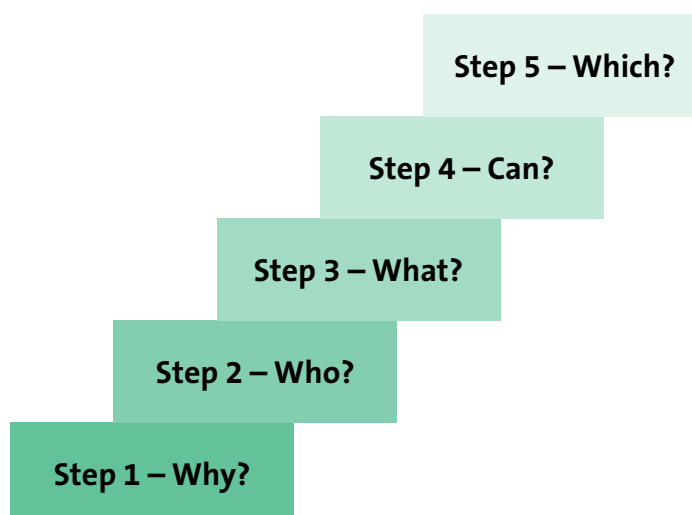 Step 5 – Which?
Step 4 – Can?
Step 3 – What?
Step 2 – Who?
Step 1 – Why?